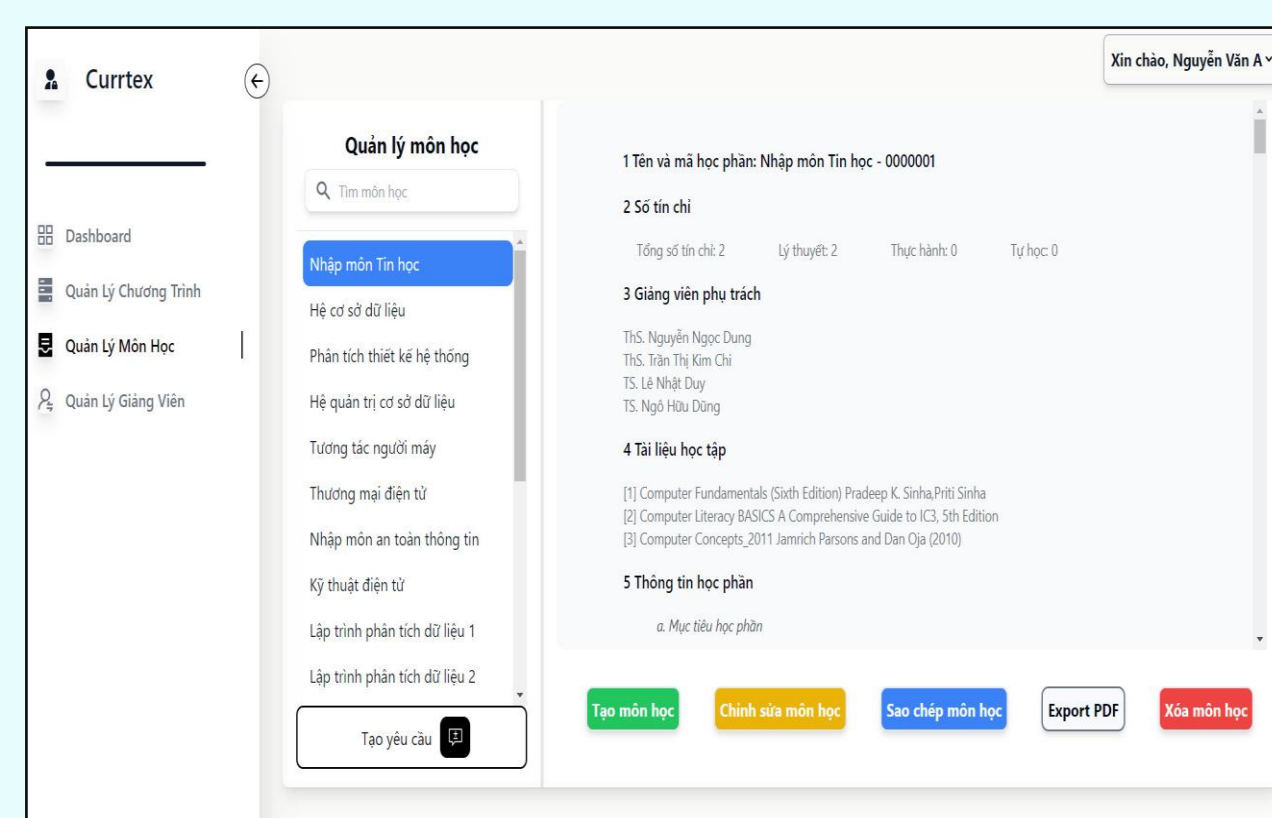 Currtex
Dashboard
Quản Lý Chương Trình
Quản Lý Môn Học
Quản Lý Giảng Viên
Xin chào, Nguyễn Văn A
Quản lý môn học
Tìm môn học
Nhập môn Tin học
Hệ cơ sở dữ liệu
Phân tích thiết kế hệ thống
Hệ quản trị cơ sở dữ liệu
Tương tác người máy
Thương mại điện tử
Nhập môn an toàn thông tin
Kỹ thuật điện tử
Lập trình phân tích dữ liệu 1
Lập trình phân tích dữ liệu 2
Tạo yêu cầu
1 Tên và mã học phần: Nhập môn Tin học - 0000001
2 Số tín chỉ
Tổng số tín chỉ: 2 Lý thuyết: 2 Thực hành: 0 Tự học: 0
3 Giảng viên phụ trách
ThS. Nguyễn Ngọc Dung
ThS. Trần Thị Kim Chi
TS. Lê Nhật Duy
TS. Ngô Hữu Dũng
4 Tài liệu học tập
[1] Computer Fundamentals (Sixth Edition) Pradeep K. Sinha,Priti Sinha
[2] Computer Literacy BASICS A Comprehensive Guide to IC3, 5th Edition
[3] Computer Concepts_2011 Jamrich Parsons and Dan Oja (2010)
5 Thông tin học phần
a. Mục tiêu học phần
Tạo môn học
Chỉnh sửa môn học
Sao chép môn học
Export PDF
Xóa môn học